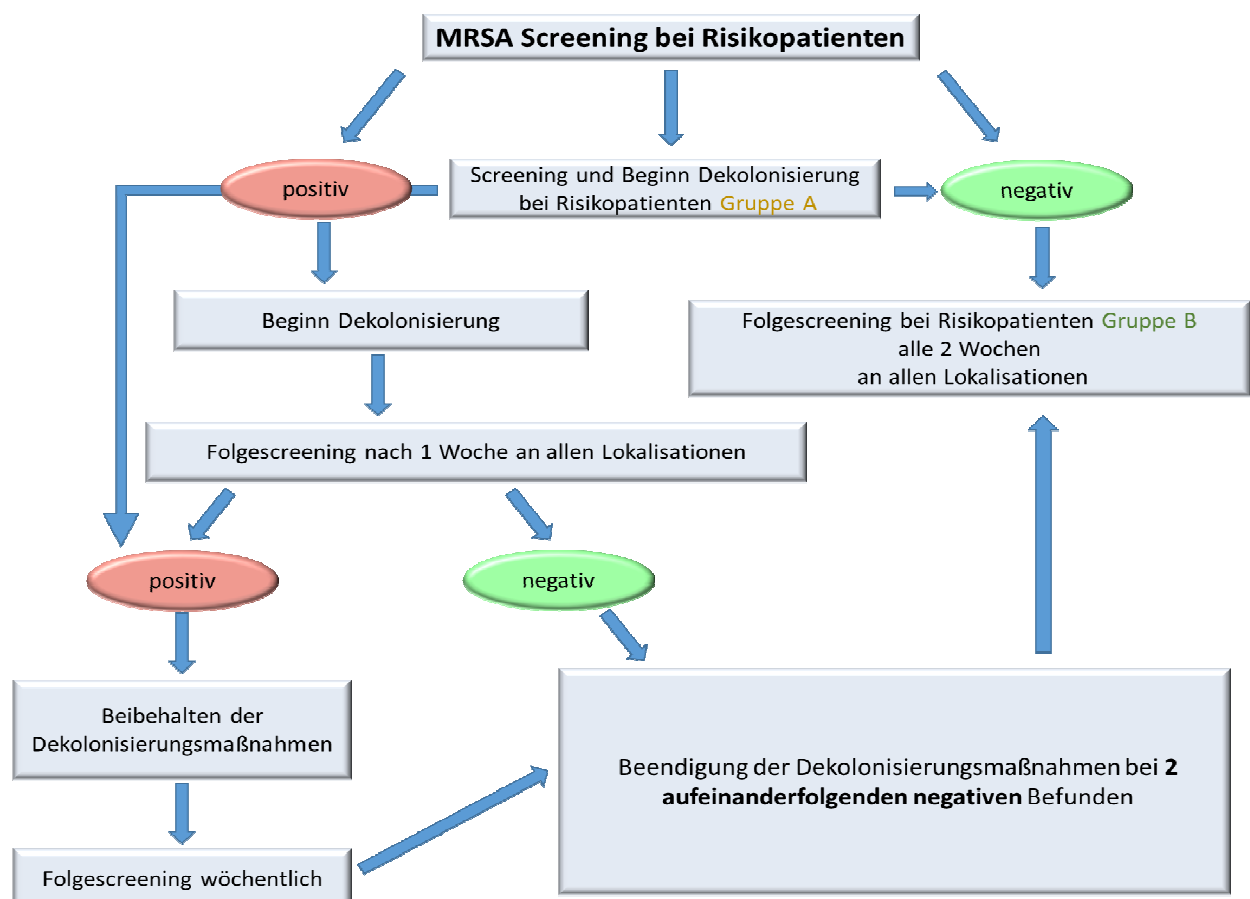 MRSA Screening bei Risikopatienten
positiv
Screening und Beginn Dekolonisierung
bei Risikopatienten Gruppe A
negativ
Beginn Dekolonisierung
Folgescreening bei Risikopatienten Gruppe B
alle 2 Wochen
an allen Lokalisationen
Folgescreening nach 1 Woche an allen Lokalisationen
positiv
negativ
Beibehalten der
Dekolonisierungsmaßnahmen
Beendigung der Dekolonisierungsmaßnahmen bei 2
aufeinanderfolgenden negativen Befunden
Folgescreening wöchentlich